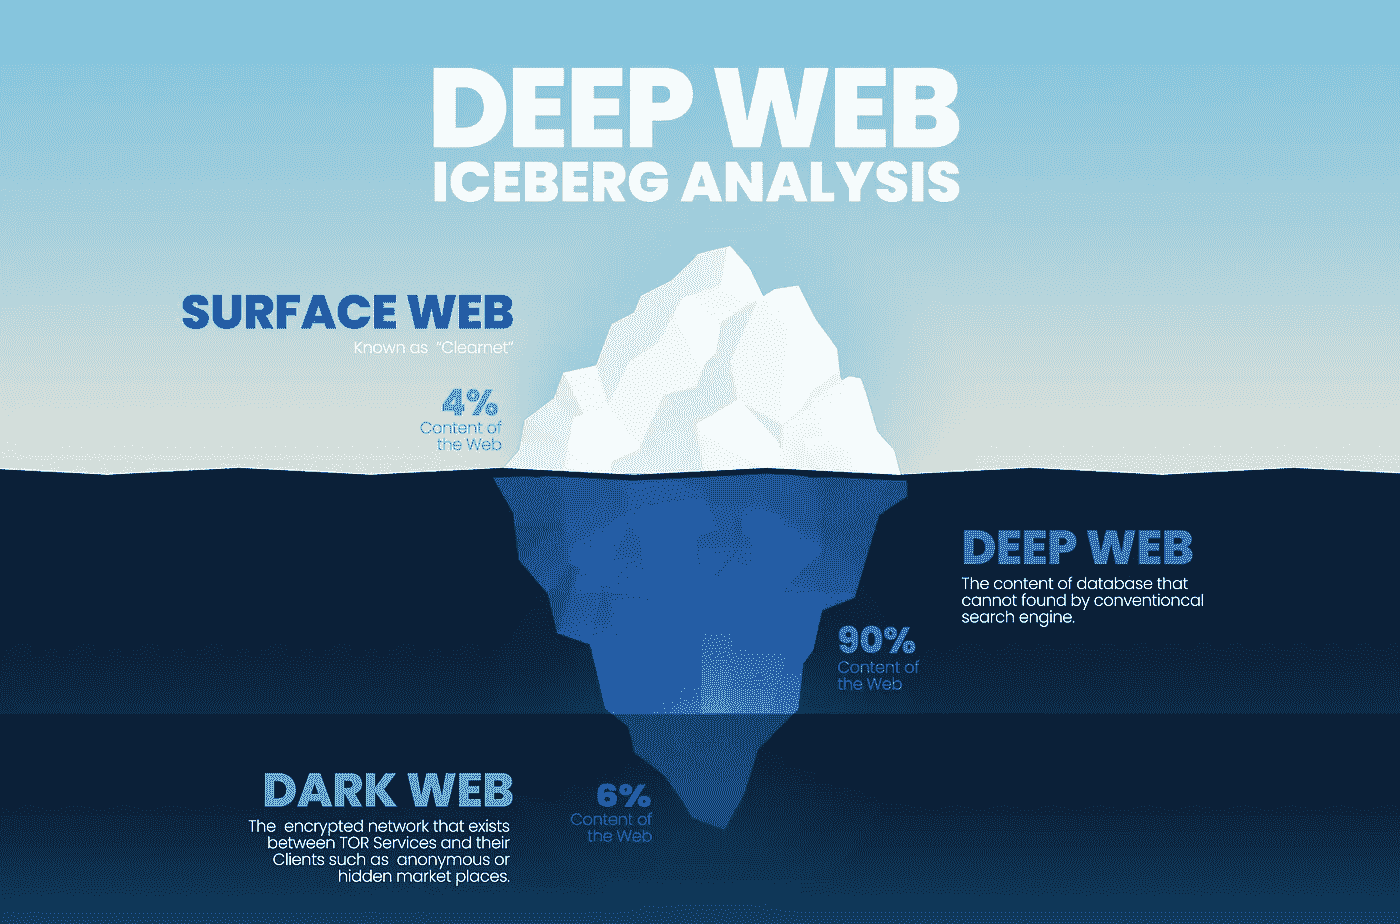 DEEP WEB
ICEBERG ANALYSIS
SURFACE WEB
Known as "Clearnet"
4%
Content of
the Web
DEEP WEB
The content of database that
cannot found by conventioncal
search engine.
90%
Content of
the Web
DARK WEB
The encrypted network that exists
between TOR Services and their
Clients such as anonymous or
hidden market places.
6%
Content of
the Web